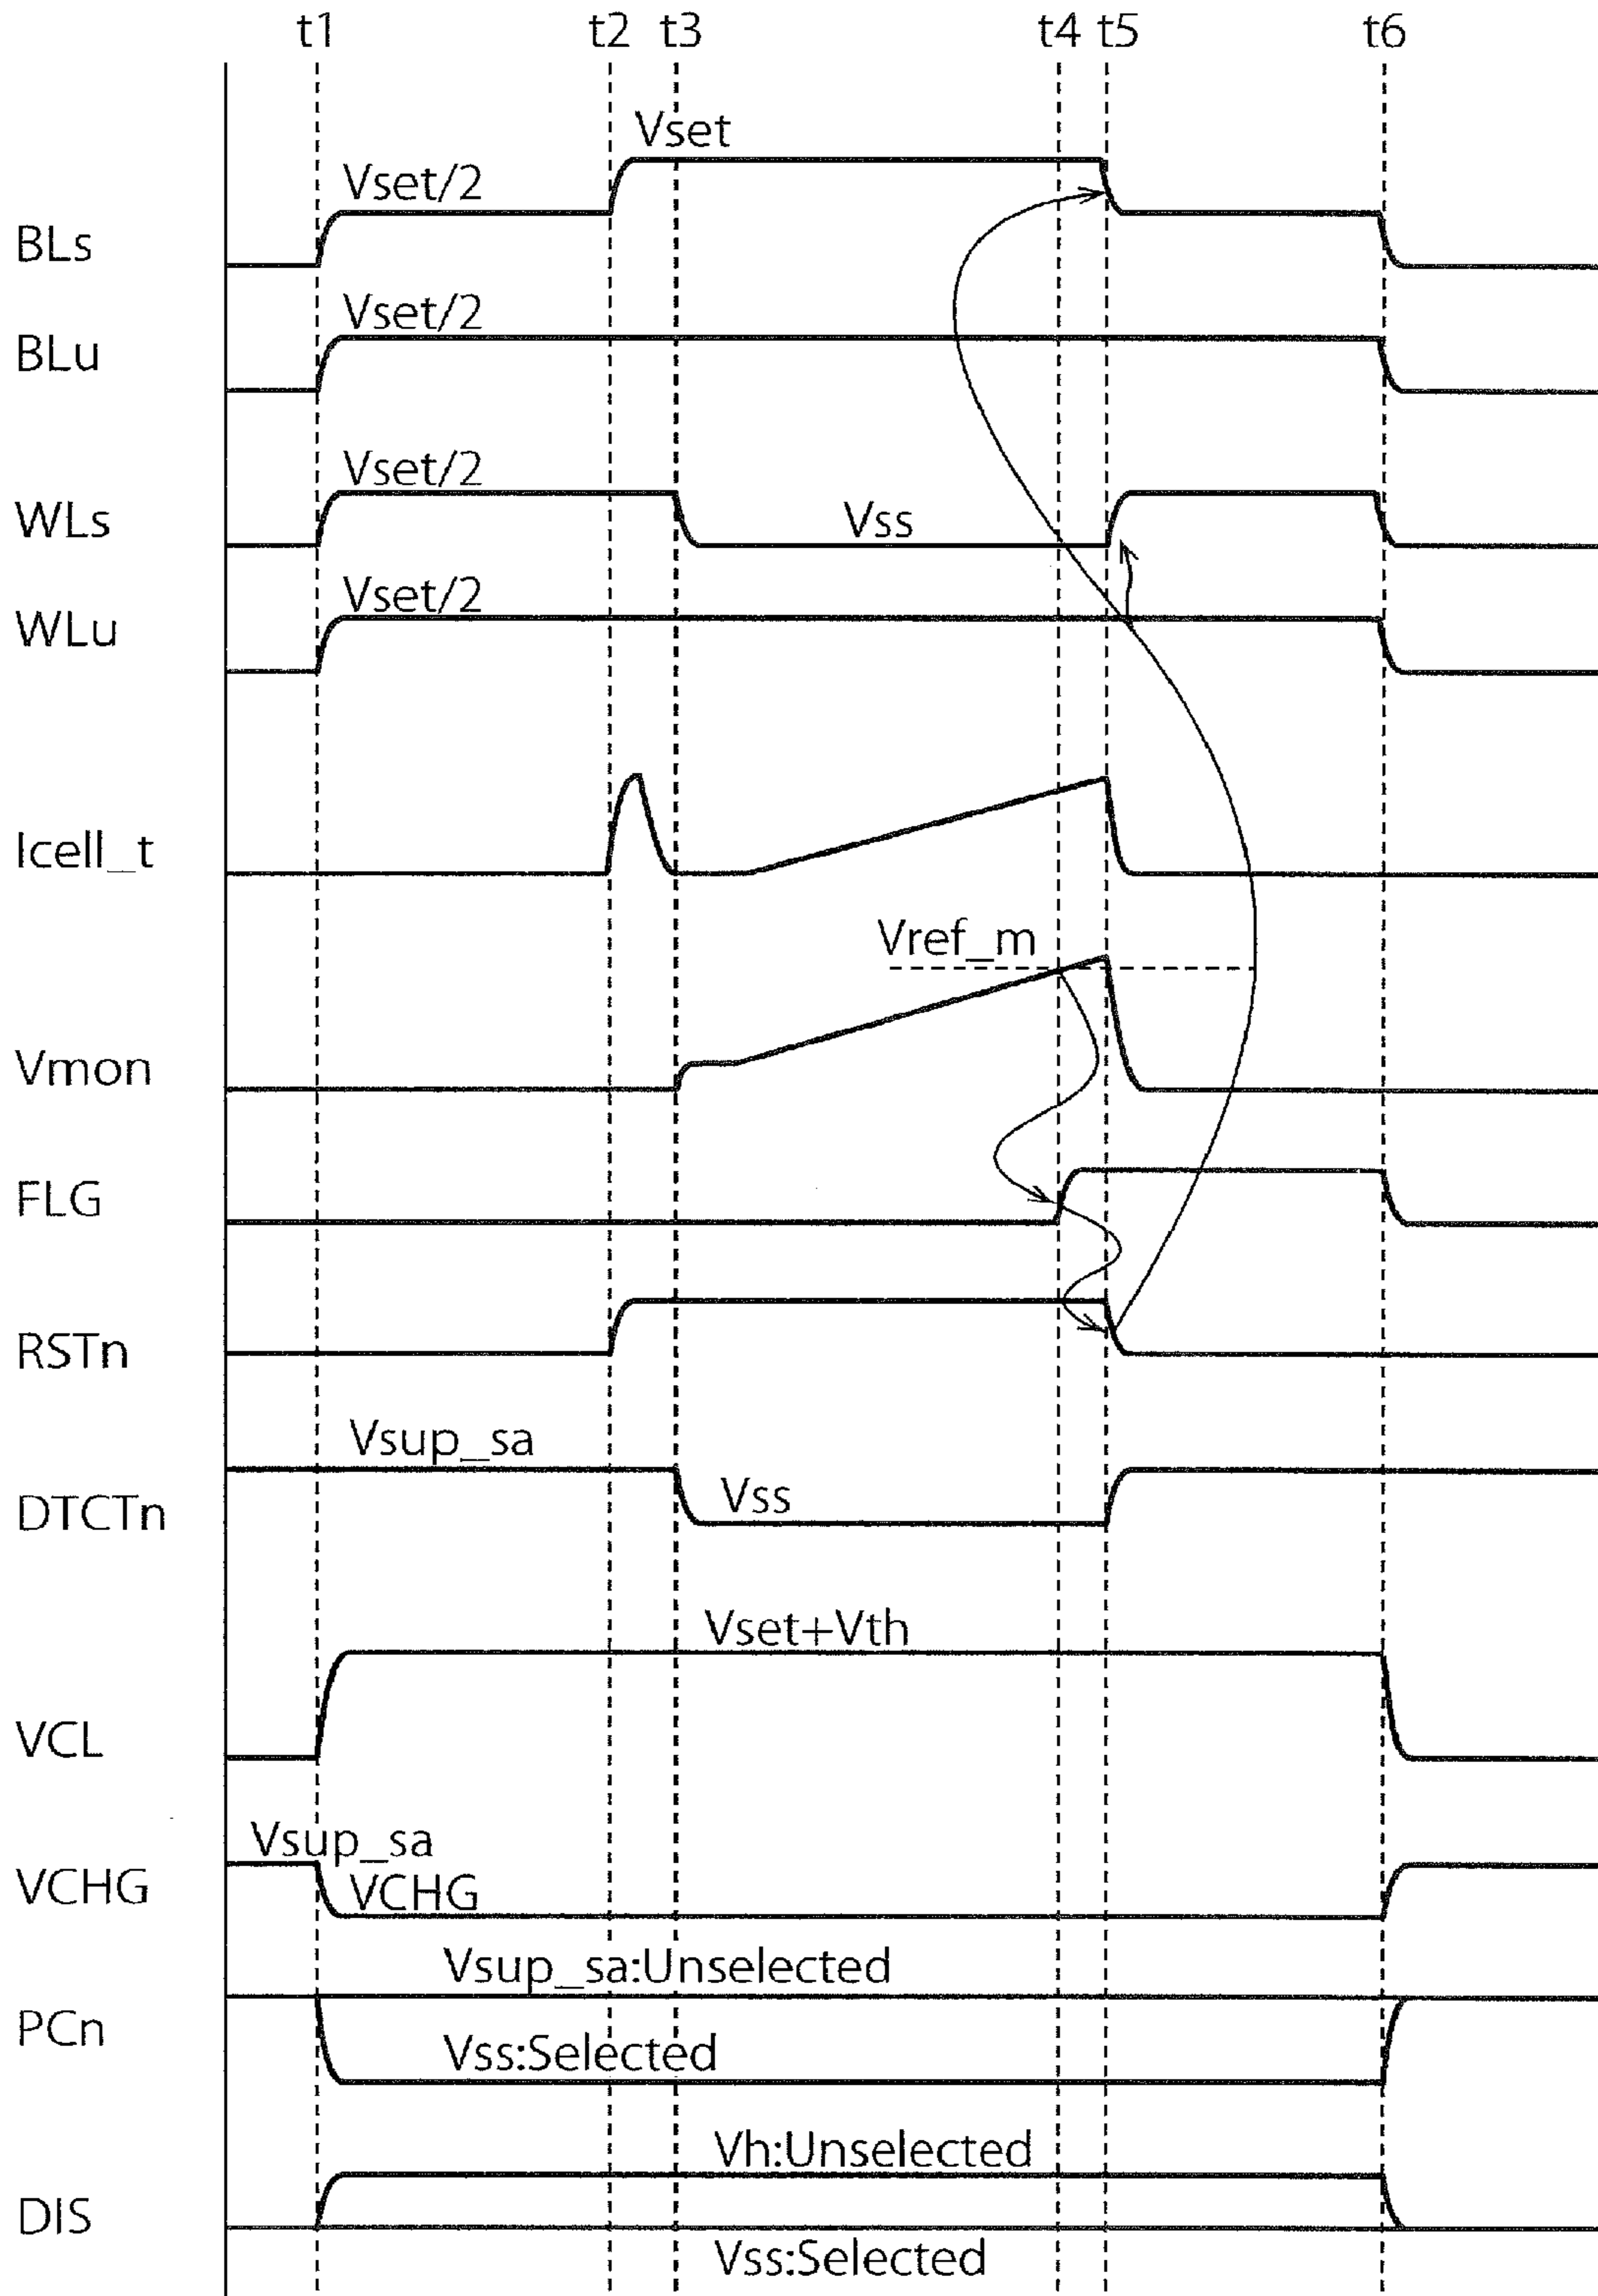 t1 t2 t3 t4 t5 t6
Vset
Vset/2
BLs
Vset/2
BLu
Vset/2
WLs Vss
Vset/2
WLu
Icell_t
Vref_m
Vmon
FLG
RSTn
Vsup_sa
DTCTn Vss
Vset+Vth
VCL
Vsup_sa
VCHG VCHG
Vsup_sa:Unselected
PCn
Vss:Selected
Vh:Unselected
DIS
Vss:Selected